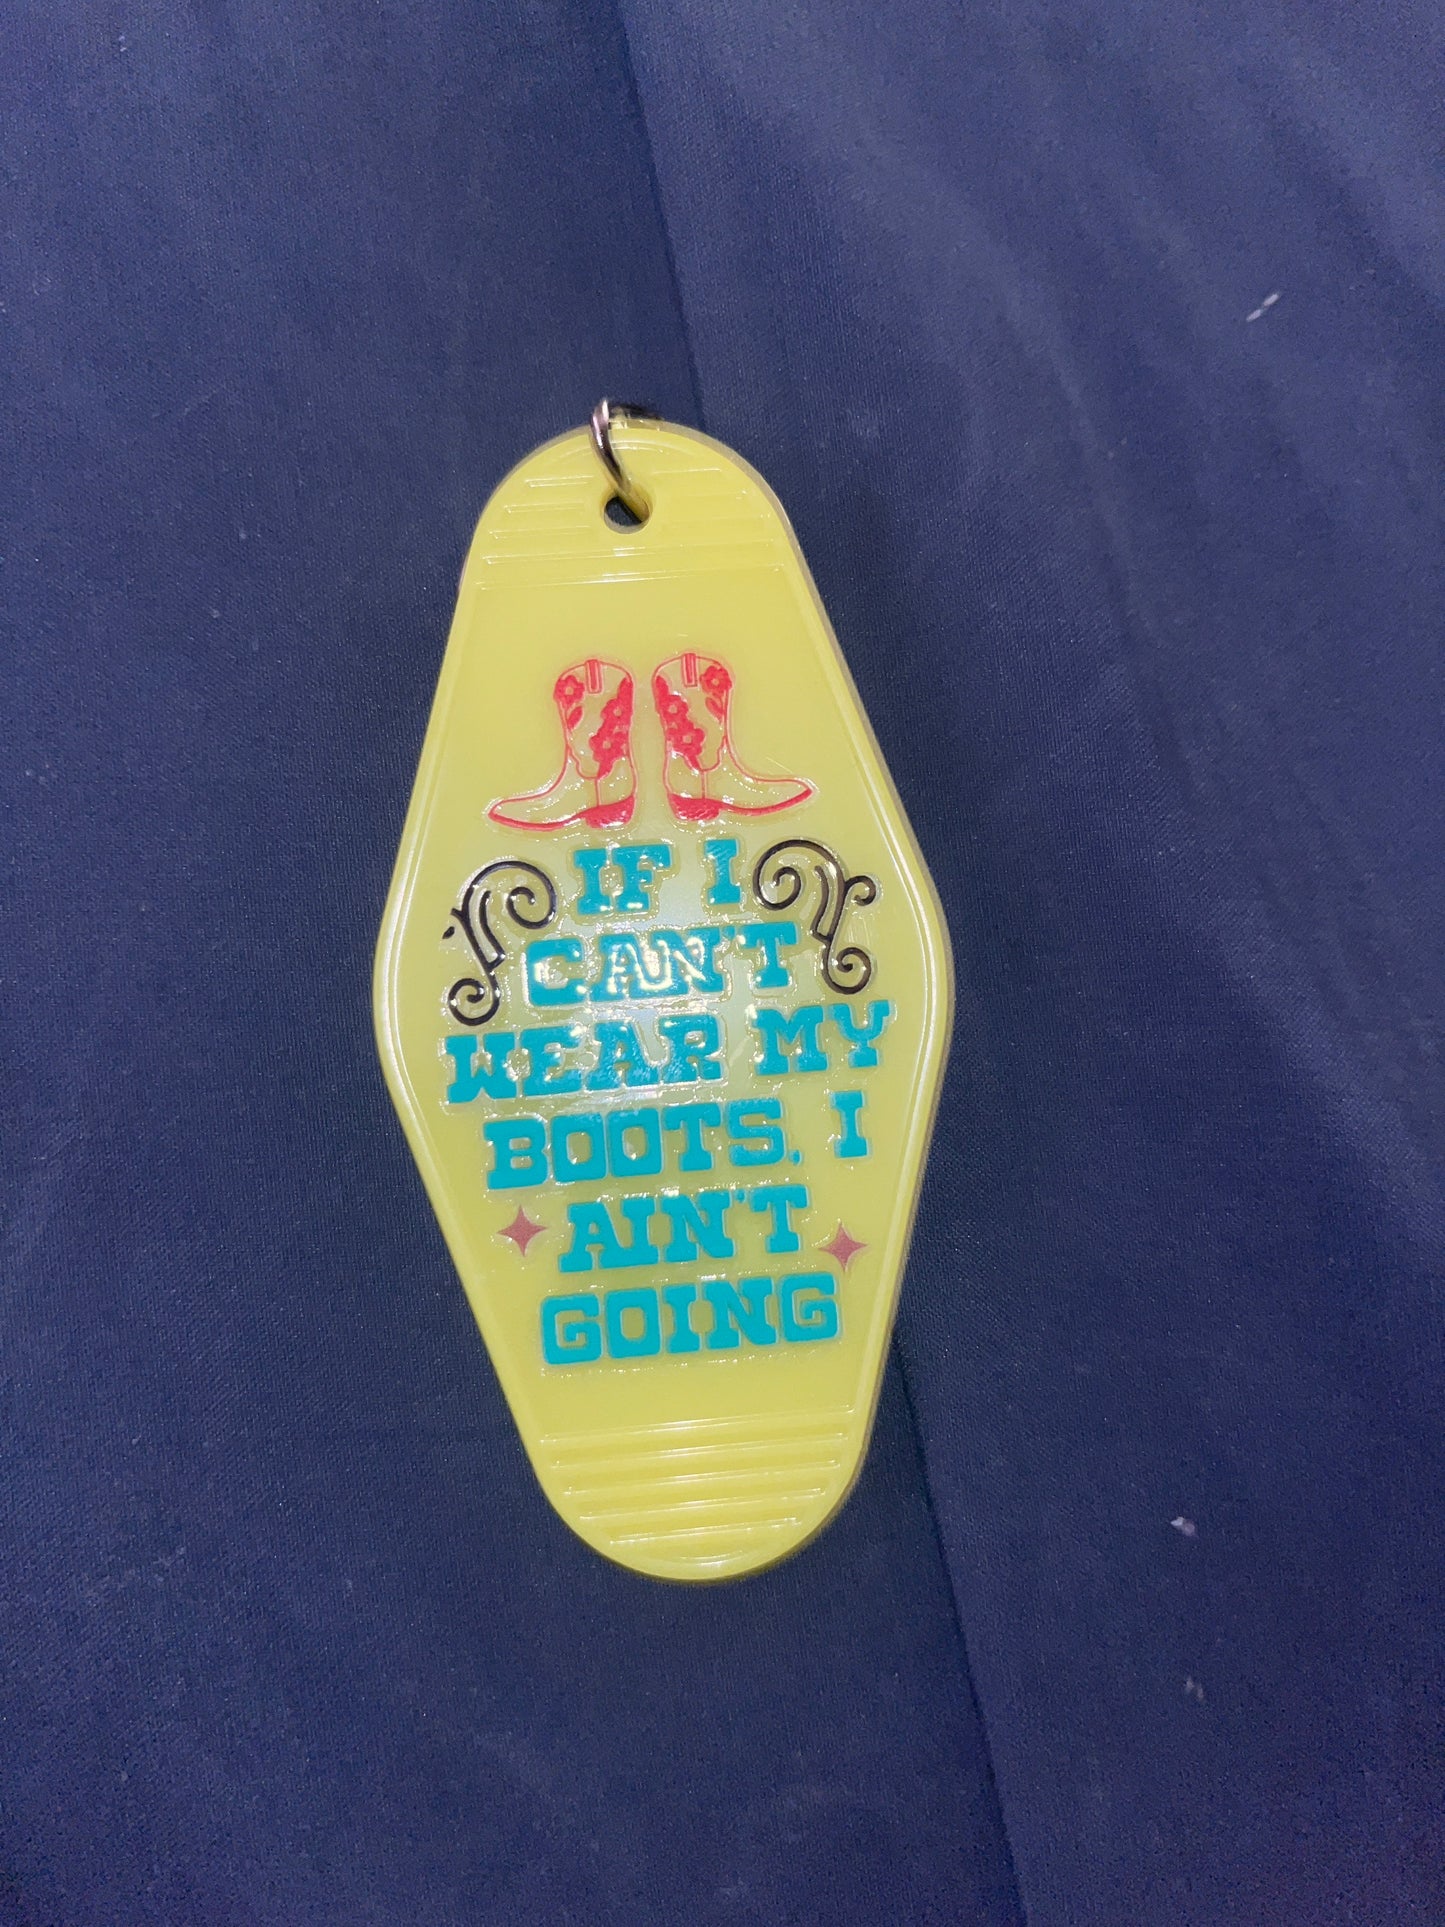 IF I
CAN'T
WEAR MY
BOOTS, I
AIN'T
GOING